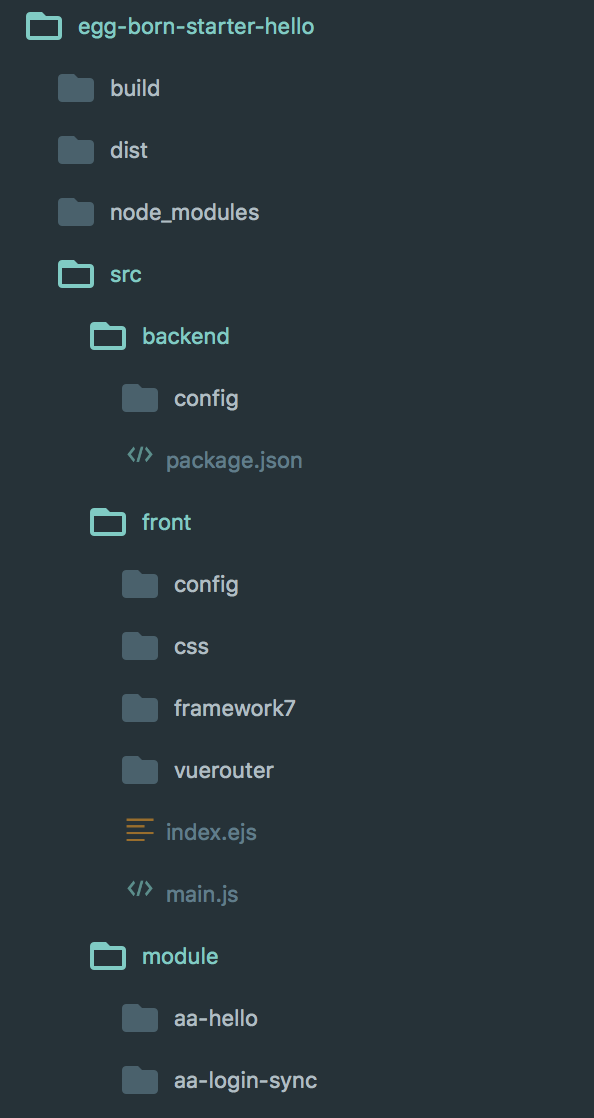 egg-born-starter-hello
build
dist
node_modules
src
backend
config
package.json
front
config
css
framework7
vuerouter
index.ejs
main.js
module
aa-hello
aa-login-sync